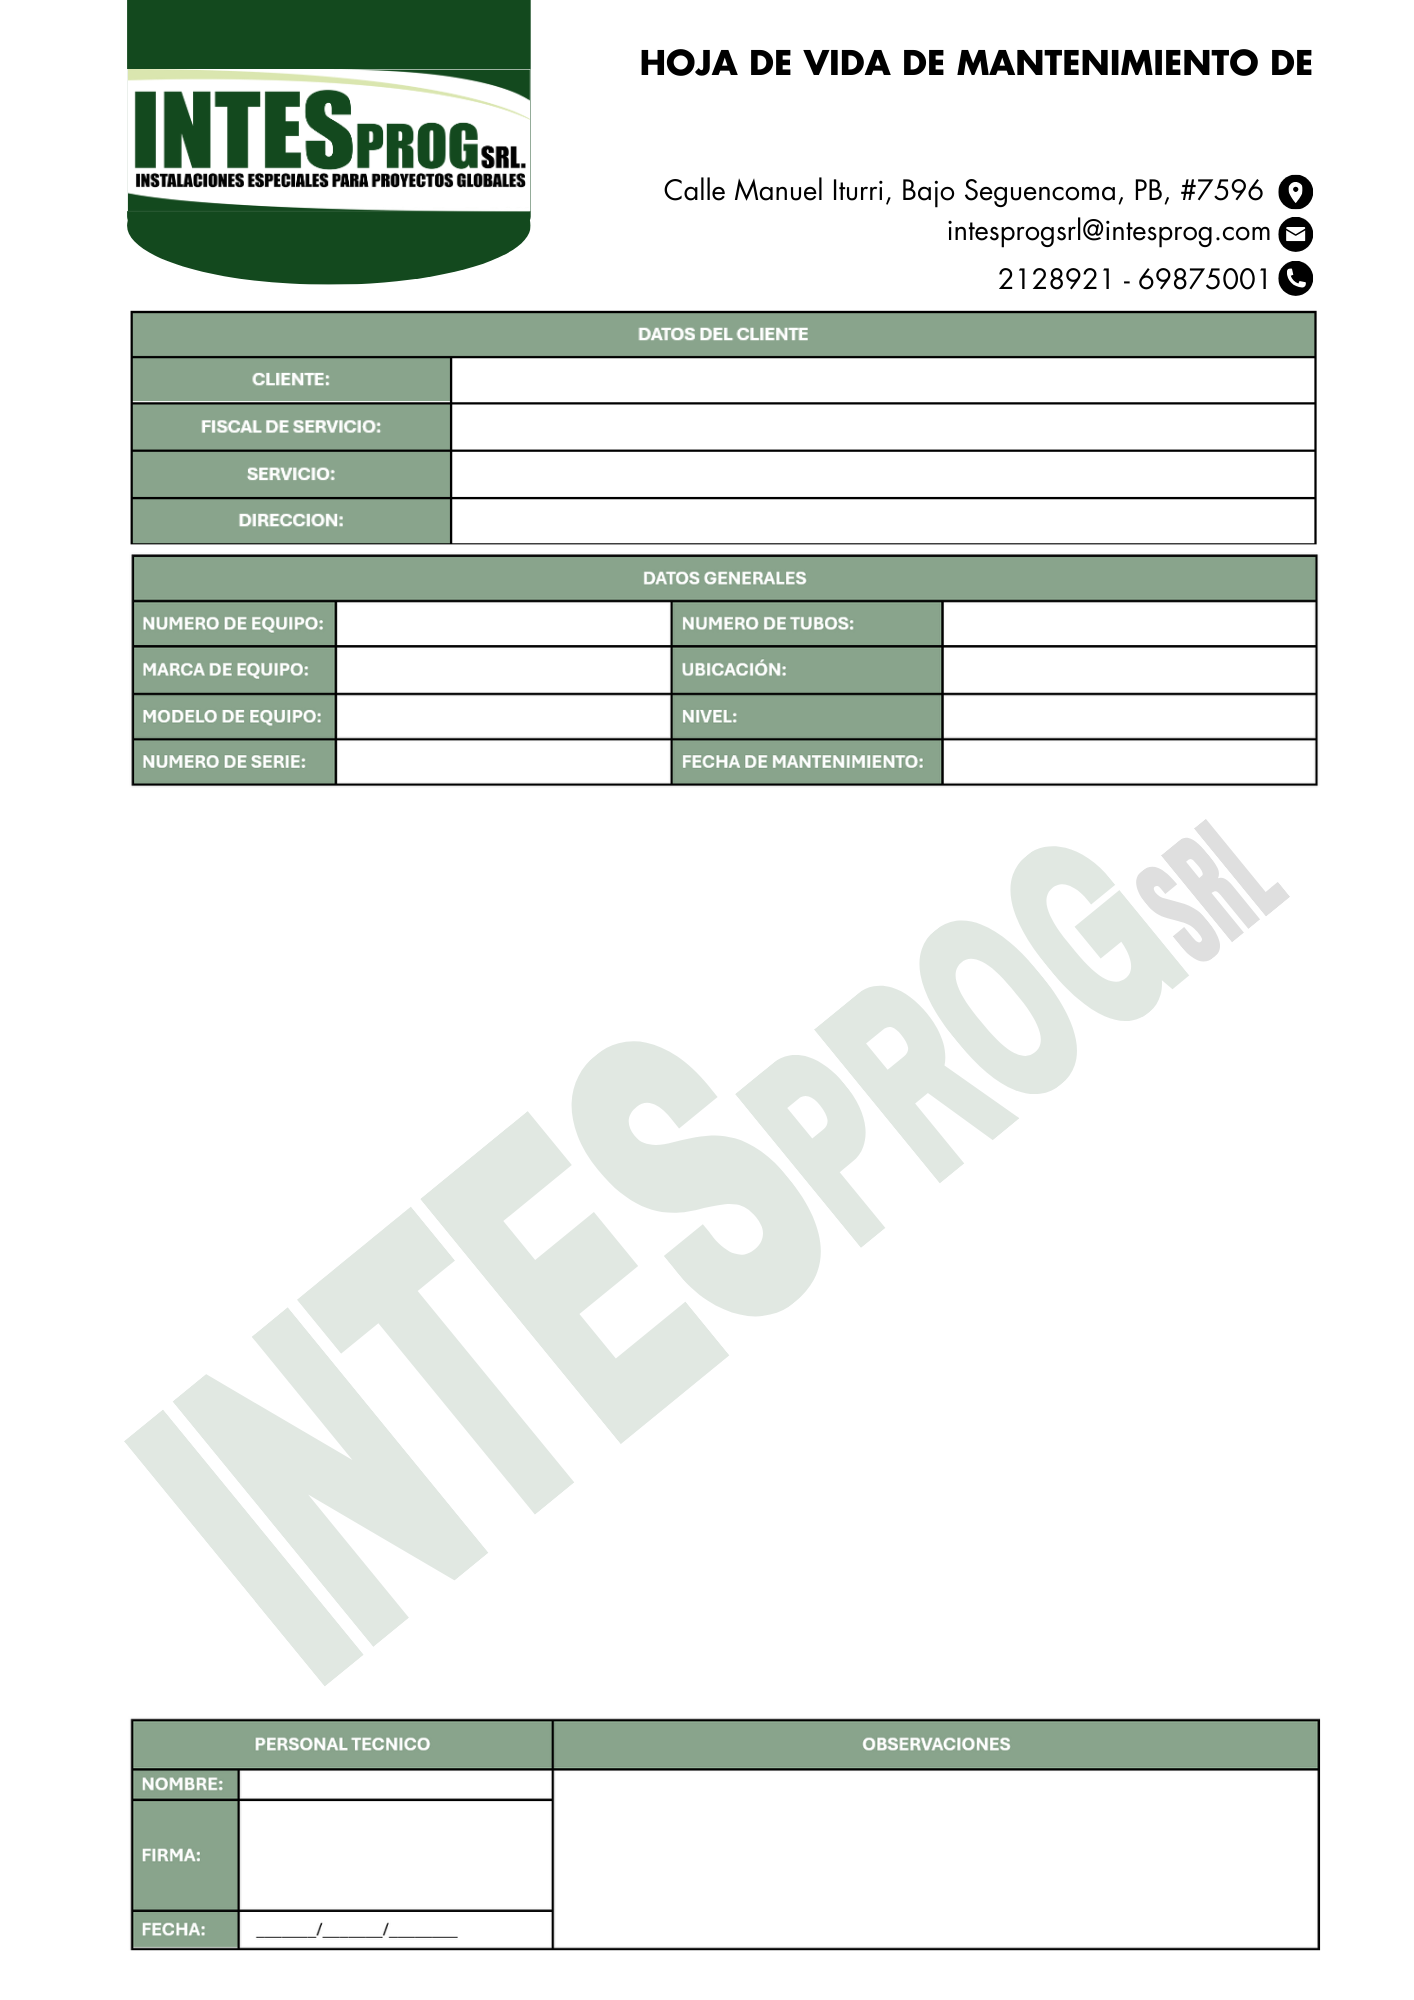 HOJA DE VIDA DE MANTENIMIENTO DE
INTESPROG SRL.
INSTALACIONES ESPECIALES PARA PROYECTOS GLOBALES
Calle Manuel Iturri, Bajo Seguencoma, PB, #7596
intesprogsrl@intesprog.com
2128921 - 69875001
DATOS DEL CLIENTE
CLIENTE:
FISCAL DE SERVICIO:
SERVICIO:
DIRECCION:
DATOS GENERALES
NUMERO DE EQUIPO: NUMERO DE TUBOS:
MARCA DE EQUIPO: UBICACIÓN:
MODELO DE EQUIPO: NIVEL:
NUMERO DE SERIE: FECHA DE MANTENIMIENTO:
INTESPROG SRL
PERSONAL TECNICO OBSERVACIONES
NOMBRE:
FIRMA:
FECHA: _______/_______/________